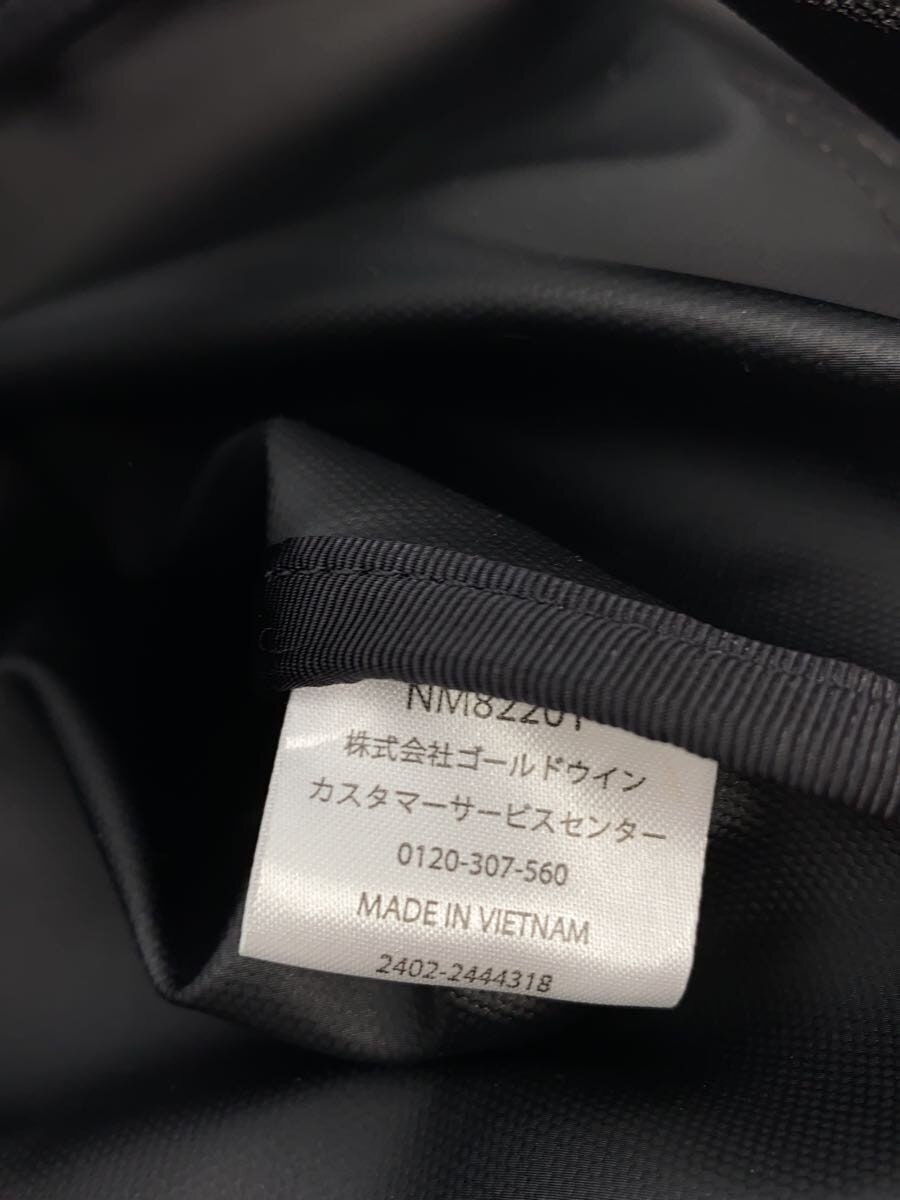 NM82201
株式会社ゴールドウイン
カスタマーサービスセンター
0120-307-560
MADE IN VIETNAM
2402-2444318